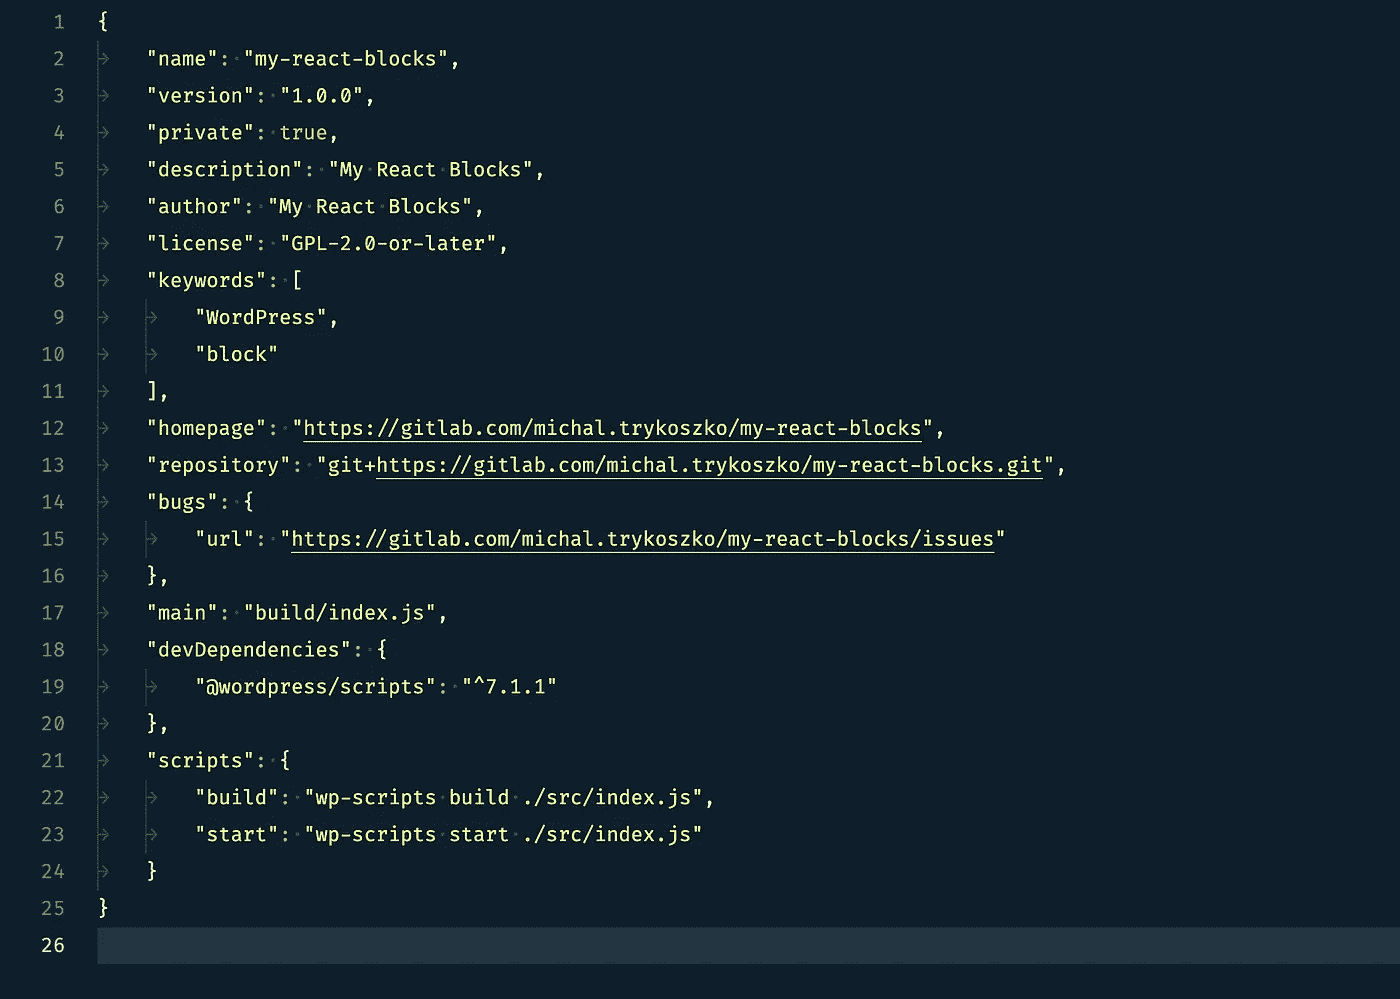 1 {
2 "name": "my-react-blocks",
3 "version": "1.0.0",
4 "private": true,
5 "description": "My React Blocks",
6 "author": "My React Blocks",
7 "license": "GPL-2.0-or-later",
8 "keywords": [
9 "WordPress",
10 "block"
11 ],
12 "homepage": "https://gitlab.com/michal.trykoszko/my-react-blocks",
13 "repository": "git+https://gitlab.com/michal.trykoszko/my-react-blocks.git",
14 "bugs": {
15 "url": "https://gitlab.com/michal.trykoszko/my-react-blocks/issues"
16 },
17 "main": "build/index.js",
18 "devDependencies": {
19 "@wordpress/scripts": "^7.1.1"
20 },
21 "scripts": {
22 "build": "wp-scripts build ./src/index.js",
23 "start": "wp-scripts start ./src/index.js"
24 }
25 }
26